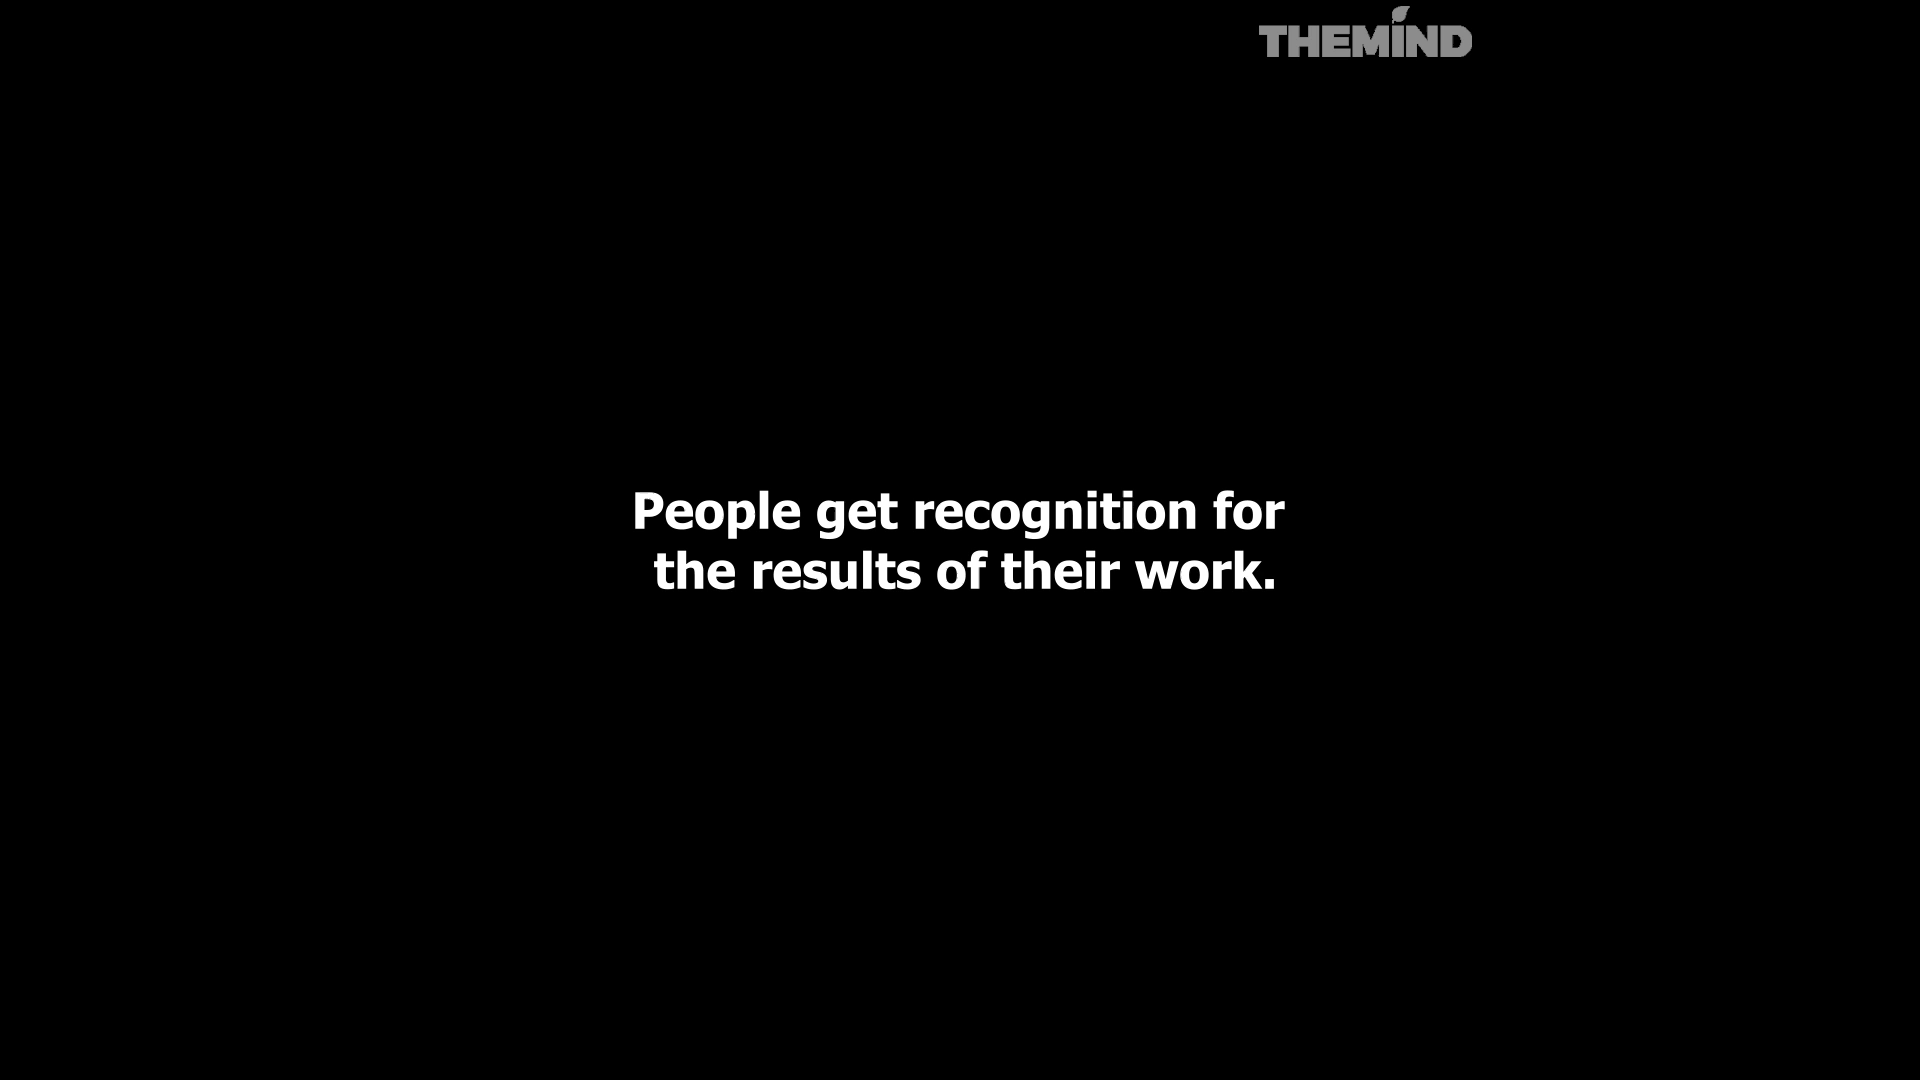 THEMIND
People get recognition for
the results of their work.